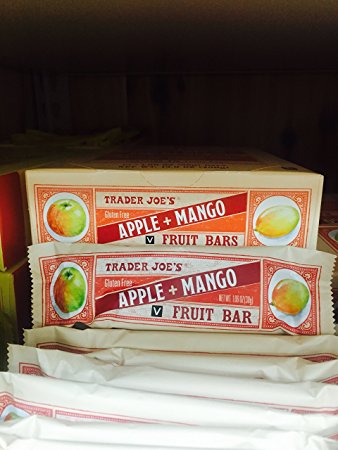 TRADER JOE'S
Gluten Free
APPLE + MANGO
V FRUIT BARS
TRADER JOE'S
Gluten Free
APPLE + MANGO
NET WT. 1.06 OZ (30g)
V FRUIT BAR